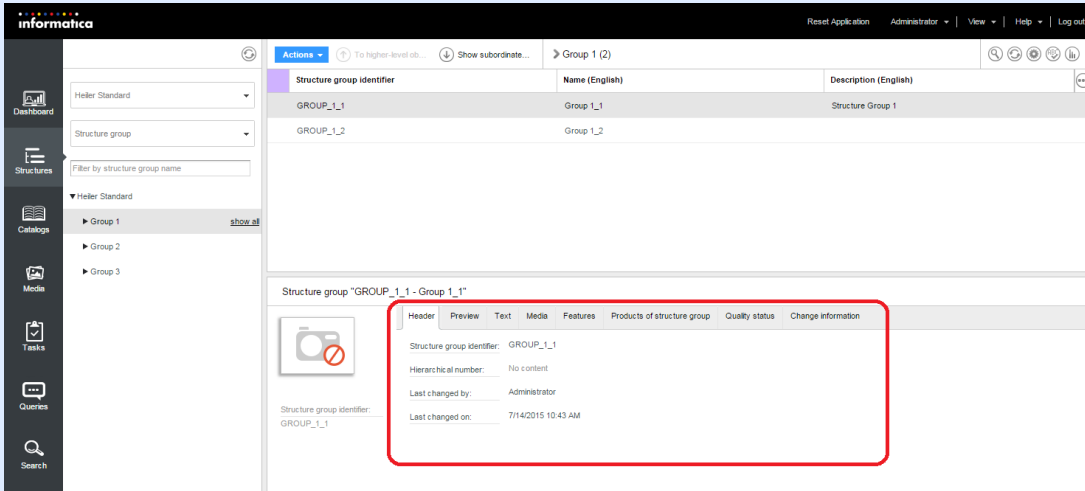 informatica
Reset Application Administrator View Help Log out
Actions To higher-level ob... Show subordinate... Group 1 (2)
Structure group identifier Name (English) Description (English)
Dashboard
Heiler Standard
GROUP_1_1 Group 1_1 Structure Group 1
Structure group
GROUP_1_2 Group 1_2
Structures
Filter by structure group name
Heiler Standard
Catalogs
Group 1 show all
Group 2
Group 3
Media
Structure group "GROUP_1_1 - Group 1_1"
Header Preview Text Media Features Products of structure group Quality status Change information
Tasks
Structure group identifier: GROUP_1_1
Hierarchical number: No content
Last changed by: Administrator
Queries
Structure group identifier:
Last changed on: 7/14/2015 10:43 AM
GROUP_1_1
Search